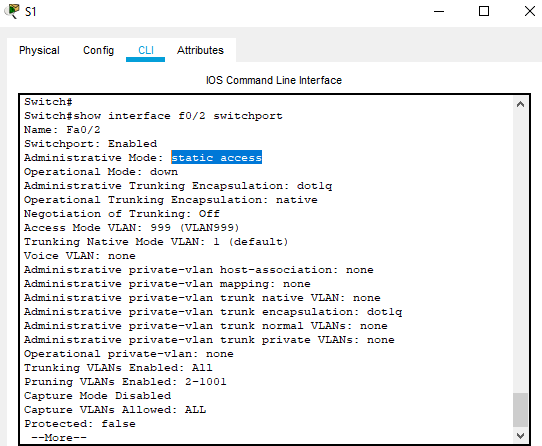 S1
Physical Config CLI Attributes
IOS Command Line Interface
Switch#
Switch#show interface f0/2 switchport
Name: Fa0/2
Switchport: Enabled
Administrative Mode: static access
Operational Mode: down
Administrative Trunking Encapsulation: dot1q
Operational Trunking Encapsulation: native
Negotiation of Trunking: Off
Access Mode VLAN: 999 (VLAN999)
Trunking Native Mode VLAN: 1 (default)
Voice VLAN: none
Administrative private-vlan host-association: none
Administrative private-vlan mapping: none
Administrative private-vlan trunk native VLAN: none
Administrative private-vlan trunk encapsulation: dot1q
Administrative private-vlan trunk normal VLANs: none
Administrative private-vlan trunk private VLANs: none
Operational private-vlan: none
Trunking VLANs Enabled: All
Pruning VLANs Enabled: 2-1001
Capture Mode Disabled
Capture VLANs Allowed: ALL
Protected: false
--More--